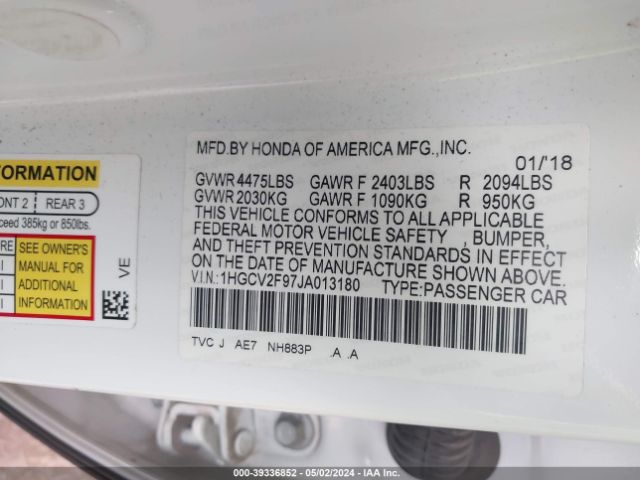 MFD.BY HONDA OF AMERICA MFG.,INC. 01/'18
GVWR 4475LBS GAWR F 2403LBS R 2094LBS
GVWR 2030KG GAWR F 1090KG R 950KG
THIS VEHICLE CONFORMS TO ALL APPLICABLE
FEDERAL MOTOR VEHICLE SAFETY , BUMPER,
AND THEFT PREVENTION STANDARDS IN EFFECT
ON THE DATE OF MANUFACTURE SHOWN ABOVE.
V.I.N.:1HGCV2F97JA013180 TYPE:PASSENGER CAR
TVC J AE7 NH883P .A .A
FORMATION
ONT 2 REAR 3
ceed 385kg or 850lbs.
RE SEE OWNER'S
MANUAL FOR
ADDITIONAL
INFORMATION
VE
000-39336852 - 05/02/2024 - IAA Inc.